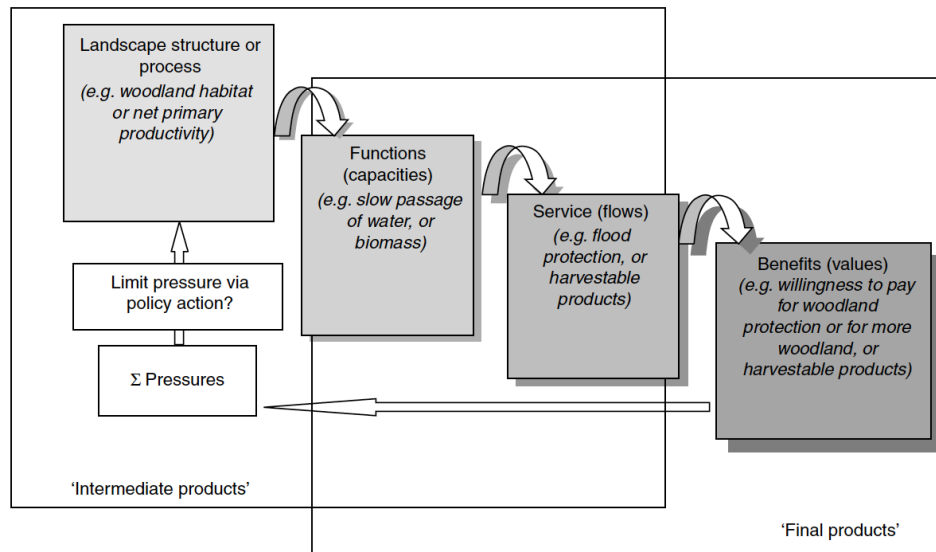 Landscape structure or
process
(e.g. woodland habitat
or net primary
productivity)
Functions
(capacities)
(e.g. slow passage
of water, or
biomass)
Service (flows)
(e.g. flood
protection, or
harvestable
products)
Benefits (values)
(e.g. willingness to pay
for woodland
protection or for more
woodland, or
harvestable products)
Limit pressure via
policy action?
Σ Pressures
‘Intermediate products’
‘Final products’